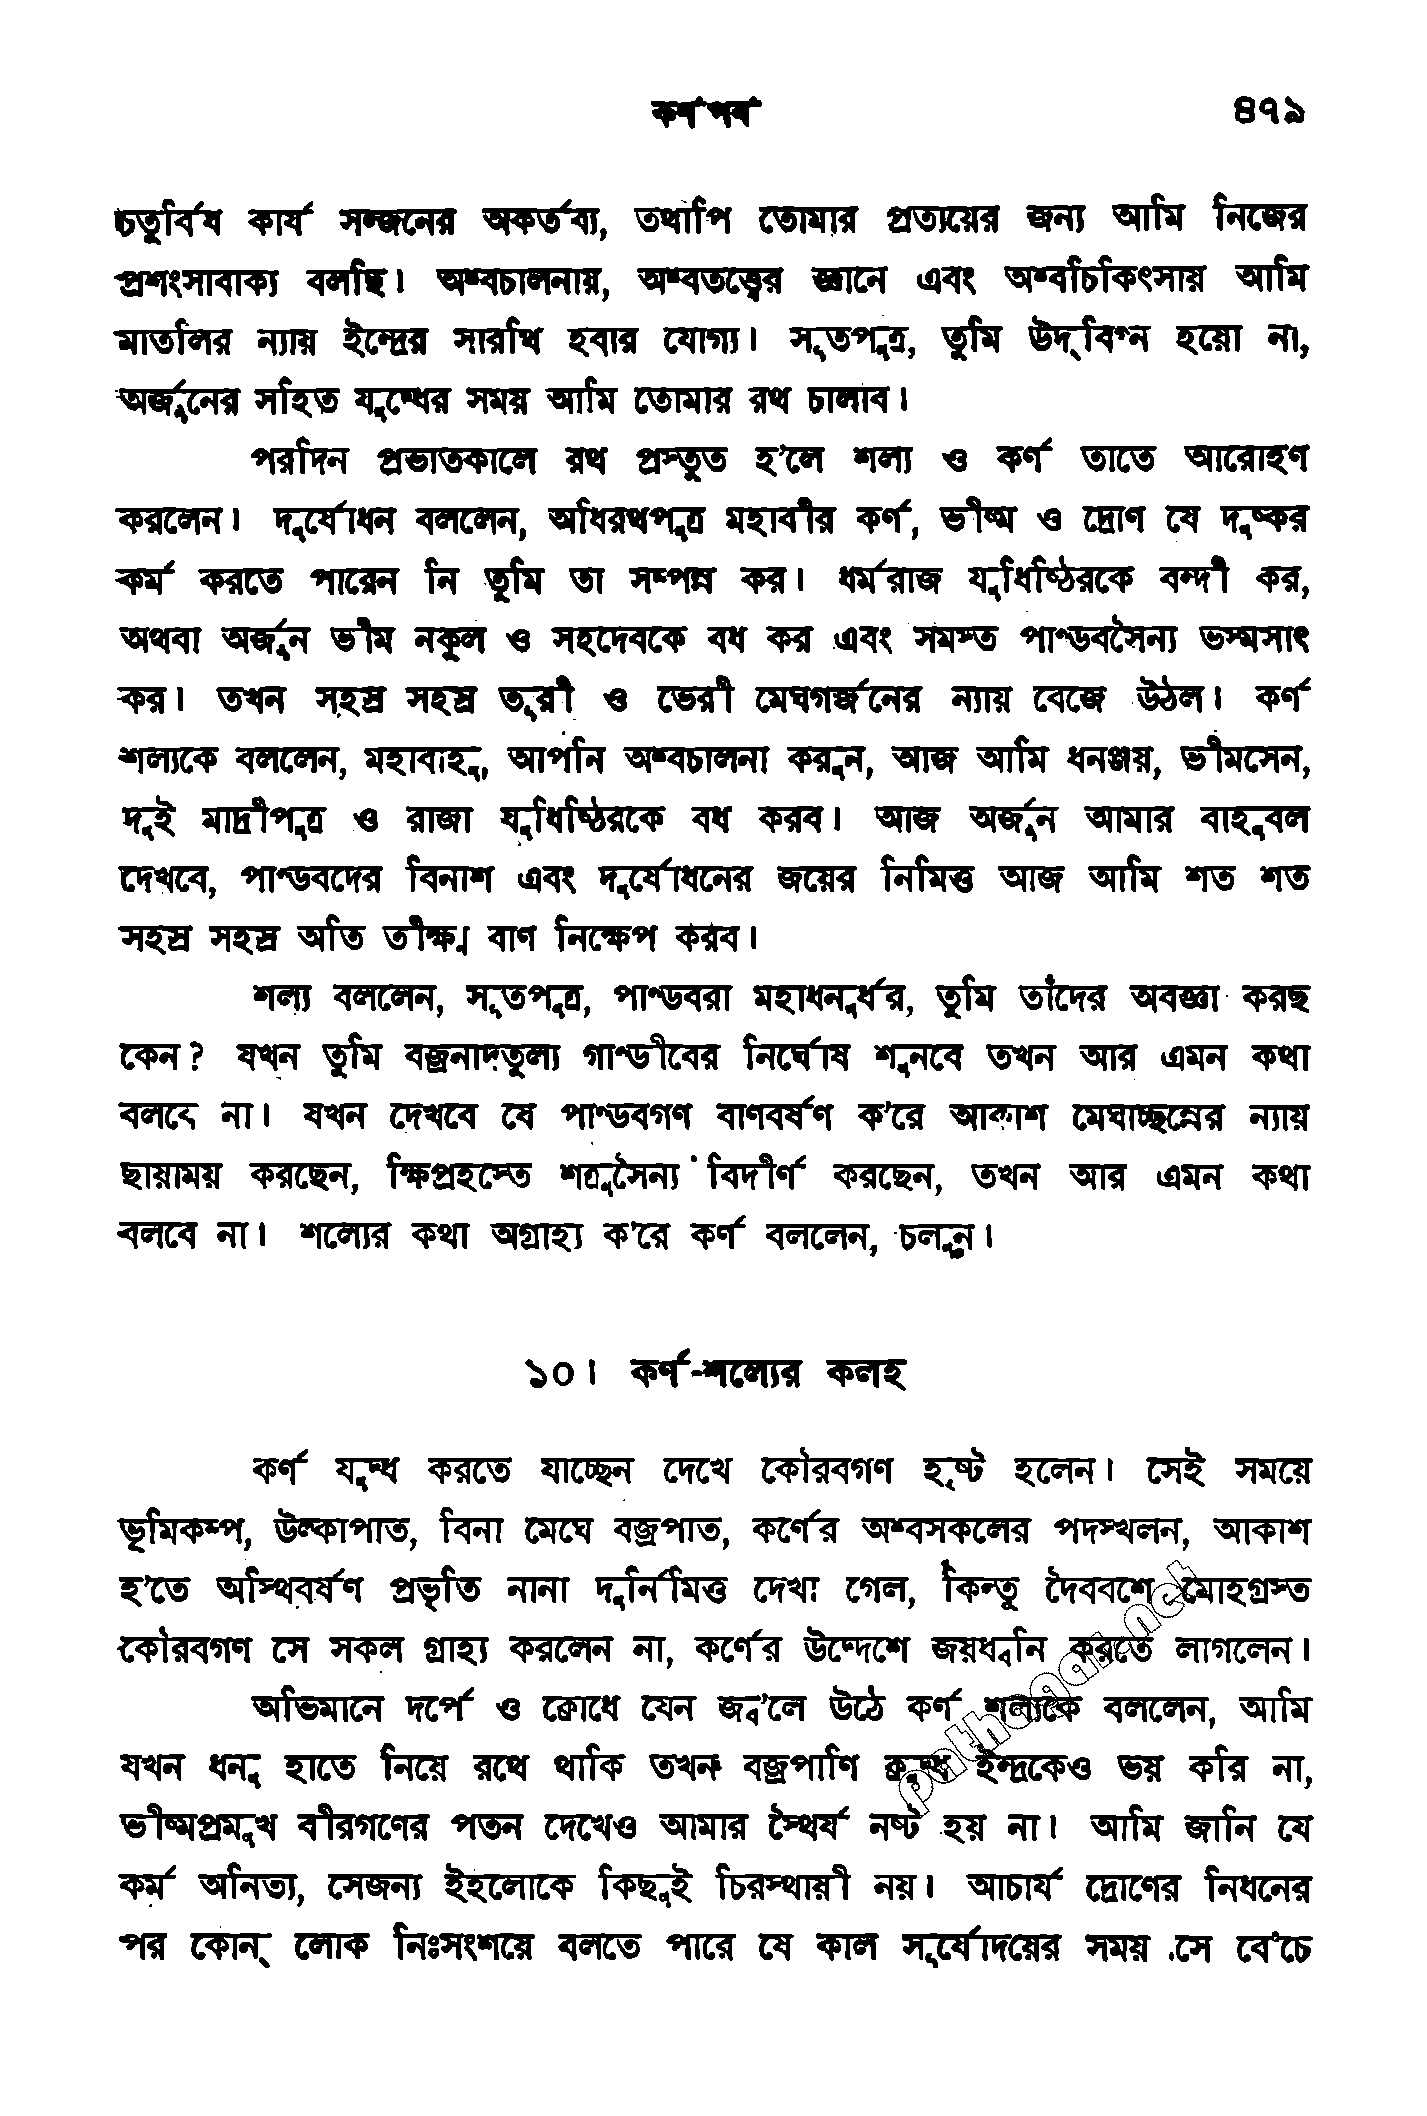 কর্ণপর্ব ৪৭৯
চতুর্বিধ কার্য সজ্জনের অকর্তব্য, তথাপি তোমার প্রত্যয়ের জন্য আমি নিজের
প্রশংসাবাক্য বলছি। অশ্বচালনায়, অশ্বতত্ত্বের জ্ঞানে এবং অশ্বচিকিৎসায় আমি
মাতলির ন্যায় ইন্দ্রের সারথি হবার যোগ্য। সূতপুত্র, তুমি উদ্‌বিগ্ন হয়ো না,
অর্জুনের সহিত যুদ্ধের সময় আমি তোমার রথ চালাব।
পরদিন প্রভাতকালে রথ প্রস্তুত হ’লে শল্য ও কর্ণ তাতে আরোহণ
করলেন। দুর্যোধন বললেন, অধিরথপুত্র মহাবীর কর্ণ, ভীষ্ম ও দ্রোণ যে দুষ্কর
কর্ম করতে পারেন নি তুমি তা সম্পন্ন কর। ধর্মরাজ যুধিষ্ঠিরকে বন্দী কর,
অথবা অর্জুন ভীম নকুল ও সহদেবকে বধ কর এবং সমস্ত পাণ্ডবসৈন্য ভস্মসাৎ
কর। তখন সহস্র সহস্র তূরী ও ভেরী মেঘগর্জনের ন্যায় বেজে উঠল। কর্ণ
শল্যকে বললেন, মহাবাহু, আপনি অশ্বচালনা করুন, আজ আমি ধনঞ্জয়, ভীমসেন,
দুই মাদ্রীপুত্র ও রাজা যুধিষ্ঠিরকে বধ করব। আজ অর্জুন আমার বাহুবল
দেখবে, পাণ্ডবদের বিনাশ এবং দুর্যোধনের জয়ের নিমিত্ত আজ আমি শত শত
সহস্র সহস্র অতি তীক্ষ্ণ বাণ নিক্ষেপ করব।
শল্য বললেন, সূতপুত্র, পাণ্ডবরা মহাধনুর্ধর, তুমি তাঁদের অবজ্ঞা করছ
কেন? যখন তুমি বজ্রনাদতুল্য গাণ্ডীবের নির্ঘোষ শুনবে তখন আর এমন কথা
বলবে না। যখন দেখবে যে পাণ্ডবগণ বাণবর্ষণ ক’রে আকাশ মেঘাচ্ছন্নের ন্যায়
ছায়াময় করছেন, ক্ষিপ্রহস্তে শত্রুসৈন্য বিদীর্ণ করছেন, তখন আর এমন কথা
বলবে না। শল্যের কথা অগ্রাহ্য ক’রে কর্ণ বললেন, চলুন।
১০। কর্ণ-শল্যের কলহ
কর্ণ যুদ্ধ করতে যাচ্ছেন দেখে কৌরবগণ হৃষ্ট হলেন। সেই সময়ে
ভূমিকম্প, উল্কাপাত, বিনা মেঘে বজ্রপাত, কর্ণের অশ্বসকলের পদস্খলন, আকাশ
হ’তে অস্থিবর্ষণ প্রভৃতি নানা দুর্নিমিত্ত দেখা গেল, কিন্তু দৈববশে মোহগ্রস্ত
কৌরবগণ সে সকল গ্রাহ্য করলেন না, কর্ণের উদ্দেশে জয়ধ্বনি করতে লাগলেন।
অভিমানে দর্পে ও ক্রোধে যেন জ্ব’লে উঠে কর্ণ শল্যকে বললেন, আমি
যখন ধনু হাতে নিয়ে রথে থাকি তখন বজ্রপাণি ক্রুদ্ধ ইন্দ্রকেও ভয় করি না,
ভীষ্মপ্রমুখ বীরগণের পতন দেখেও আমার স্থৈর্য নষ্ট হয় না। আমি জানি যে
কর্ম অনিত্য, সেজন্য ইহলোকে কিছুই চিরস্থায়ী নয়। আচার্য দ্রোণের নিধনের
পর কোন্ লোক নিঃসংশয়ে বলতে পারে যে কাল সূর্যোদয়ের সময় সে বেঁচে
pathagar.net